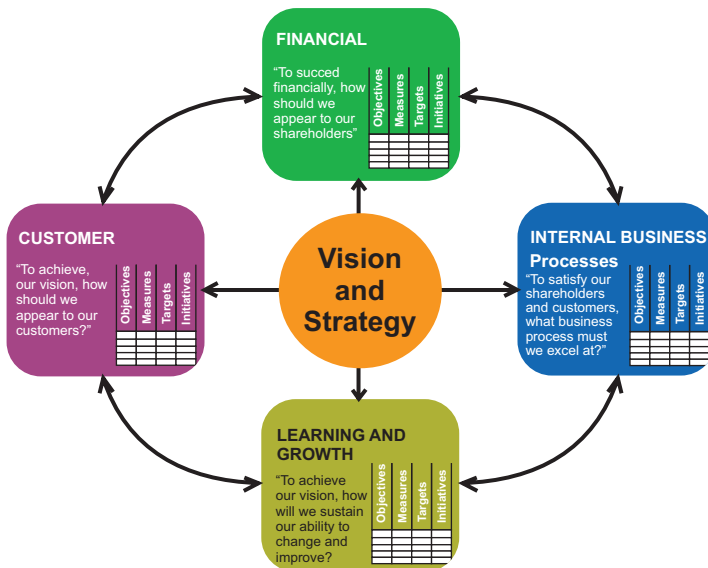 FINANCIAL
“To succed
financially, how
should we
appear to our
shareholders”
Objectives
Measures
Targets
Initiatives
CUSTOMER
“To achieve,
our vision, how
should we
appear to our
customers?”
Objectives
Measures
Targets
Initiatives
Vision
and
Strategy
INTERNAL BUSINESS
Processes
“To satisfy our
shareholders
and customers,
what business
process must
we excel at?”
Objectives
Measures
Targets
Initiatives
LEARNING AND
GROWTH
“To achieve
our vision, how
will we sustain
our ability to
change and
improve?
Objectives
Measures
Targets
Initiatives